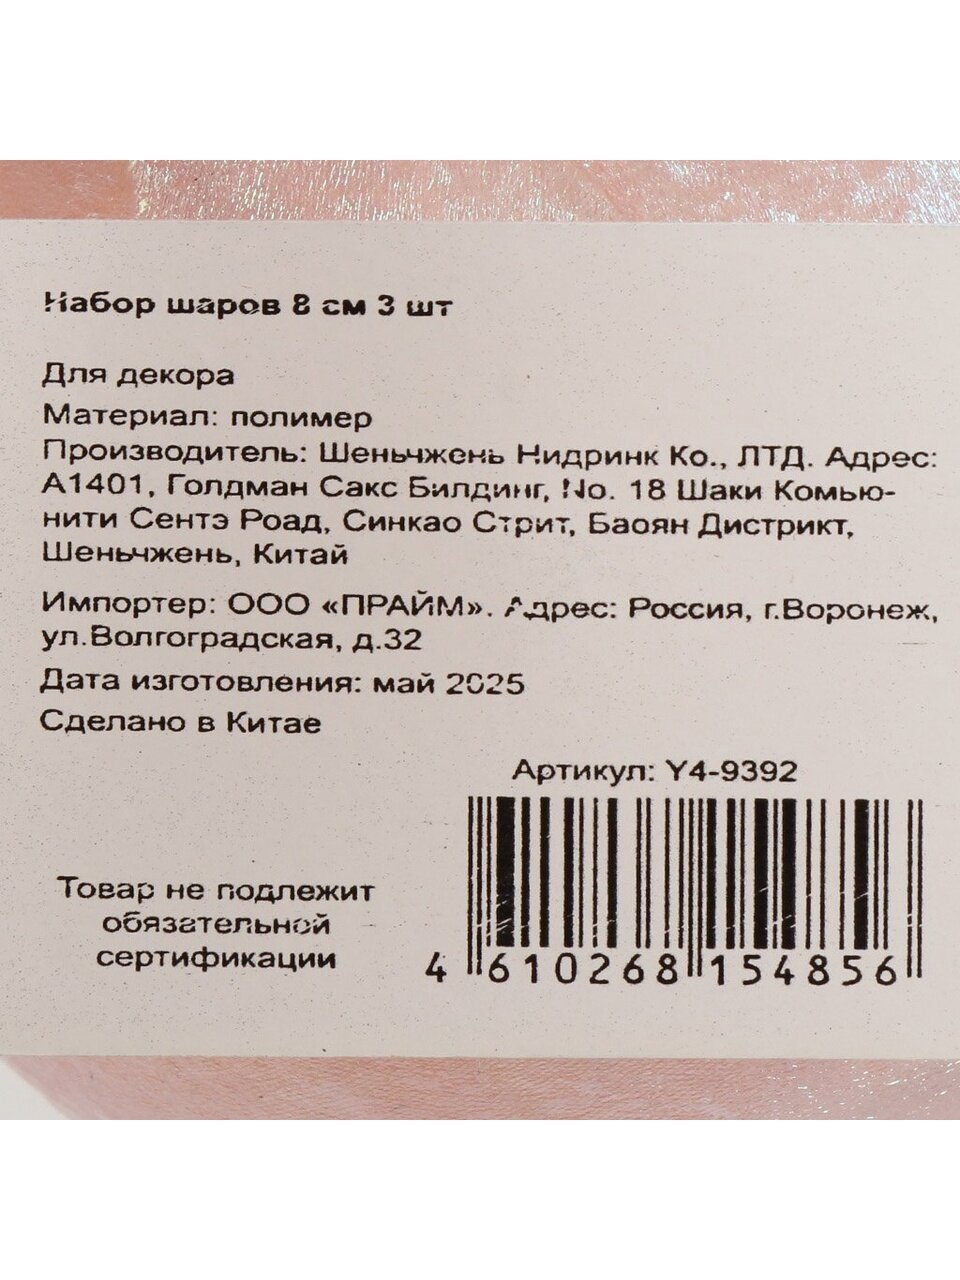 Набор шаров 8 см 3 шт
Для декора
Материал: полимер
Производитель: Шеньчжень Нидринк Ко., ЛТД. Адрес:
А1401, Голдман Сакс Билдинг, No. 18 Шаки Комью-
нити Сентэ Роад, Синкао Стрит, Баоян Дистрикт,
Шеньчжень, Китай
Импортер: ООО «ПРАЙМ». Адрес: Россия, г.Воронеж,
ул.Волгоградская, д.32
Дата изготовления: май 2025
Сделано в Китае
Артикул: Y4-9392
Товар не подлежит
обязательной
сертификации
4 610268 154856